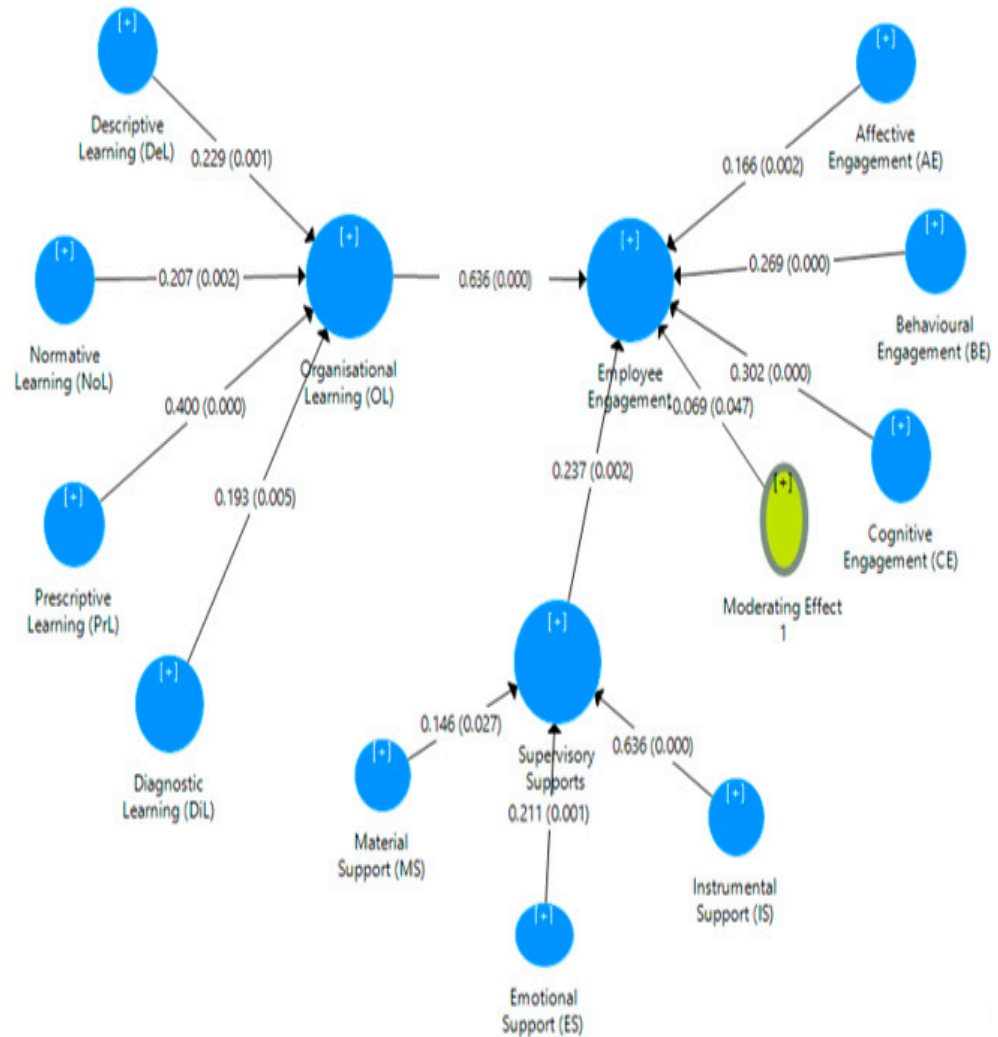 [+]
Descriptive
Learning (DeL)
0.229 (0.001)
[+]
Affective
Engagement (AE)
0.166 (0.002)
[+]
Normative
Learning (NoL)
0.207 (0.002)
[+]
Organisational
Learning (OL)
0.636 (0.000)
[+]
Employee
Engagement
0.269 (0.000)
[+]
Behavioural
Engagement (BE)
0.400 (0.000)
[+]
Prescriptive
Learning (PrL)
0.193 (0.005)
[+]
Diagnostic
Learning (DiL)
0.237 (0.002)
-0.069 (0.047)
[+]
Moderating Effect
1
0.302 (0.000)
[+]
Cognitive
Engagement (CE)
[+]
Supervisory
Supports
0.146 (0.027)
[+]
Material
Support (MS)
0.211 (0.001)
[+]
Emotional
Support (ES)
0.636 (0.000)
[+]
Instrumental
Support (IS)